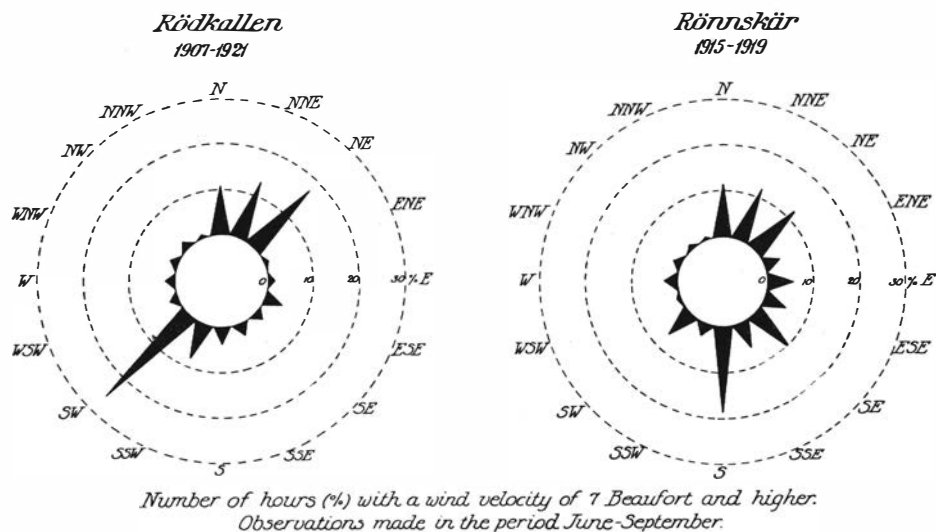 Rödkallen
1907-1921
N
NNE
NE
ENE
30% E
ESE
SE
SSE
S
SSW
SW
WSW
W
WNW
NW
NNW
0
10
20
Rönnskär
1915-1919
N
NNE
NE
ENE
30% E
ESE
SE
SSE
S
SSW
SW
WSW
W
WNW
NW
NNW
0
10
20
Number of hours (%) with a wind velocity of 7 Beaufort and higher.
Observations made in the period June-September.